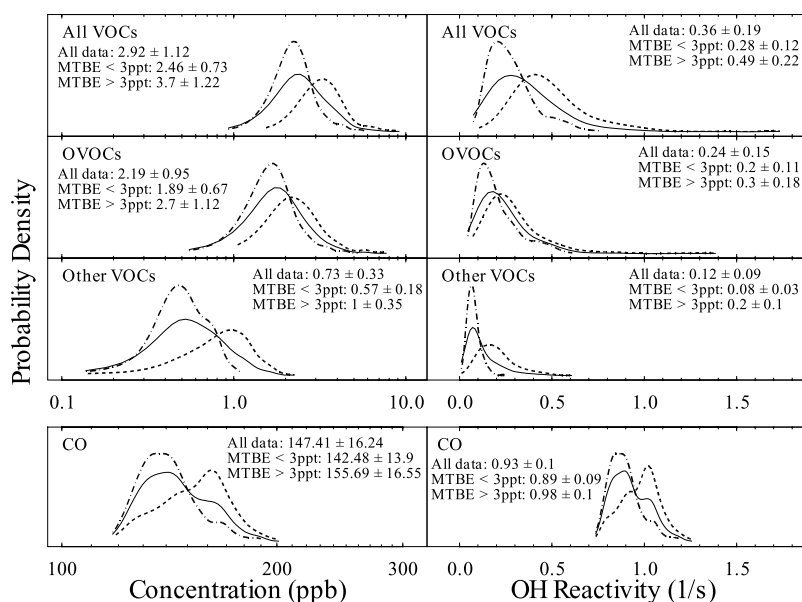 All VOCs
All data: 2.92 ± 1.12
MTBE < 3ppt: 2.46 ± 0.73
MTBE > 3ppt: 3.7 ± 1.22
All VOCs
0.36 ± 0.19
MTBE < 3ppt: 0.28 ± 0.12
MTBE > 3ppt: 0.49 ± 0.22
OVOCs
All data: 2.19 ± 0.95
MTBE < 3ppt: 1.89 ± 0.67
MTBE > 3ppt: 2.7 ± 1.12
OVOCs
All data: 0.24 ± 0.15
MTBE < 3ppt: 0.2 ± 0.11
MTBE > 3ppt: 0.3 ± 0.18
Other VOCs
All data: 0.73 ± 0.33
MTBE < 3ppt: 0.57 ± 0.18
MTBE > 3ppt: 1 ± 0.35
Other VOCs
All data: 0.12 ± 0.09
MTBE < 3ppt: 0.08 ± 0.03
MTBE > 3ppt: 0.2 ± 0.1
Probability Density
0.1 1.0 10.0
0.0 0.5 1.0 1.5
CO
All data: 147.41 ± 16.24
MTBE < 3ppt: 142.48 ± 13.9
MTBE > 3ppt: 155.69 ± 16.55
CO
All data: 0.93 ± 0.1
MTBE < 3ppt: 0.89 ± 0.09
MTBE > 3ppt: 0.98 ± 0.1
100 200 300
0.0 0.5 1.0 1.5
Concentration (ppb)
OH Reactivity (1/s)